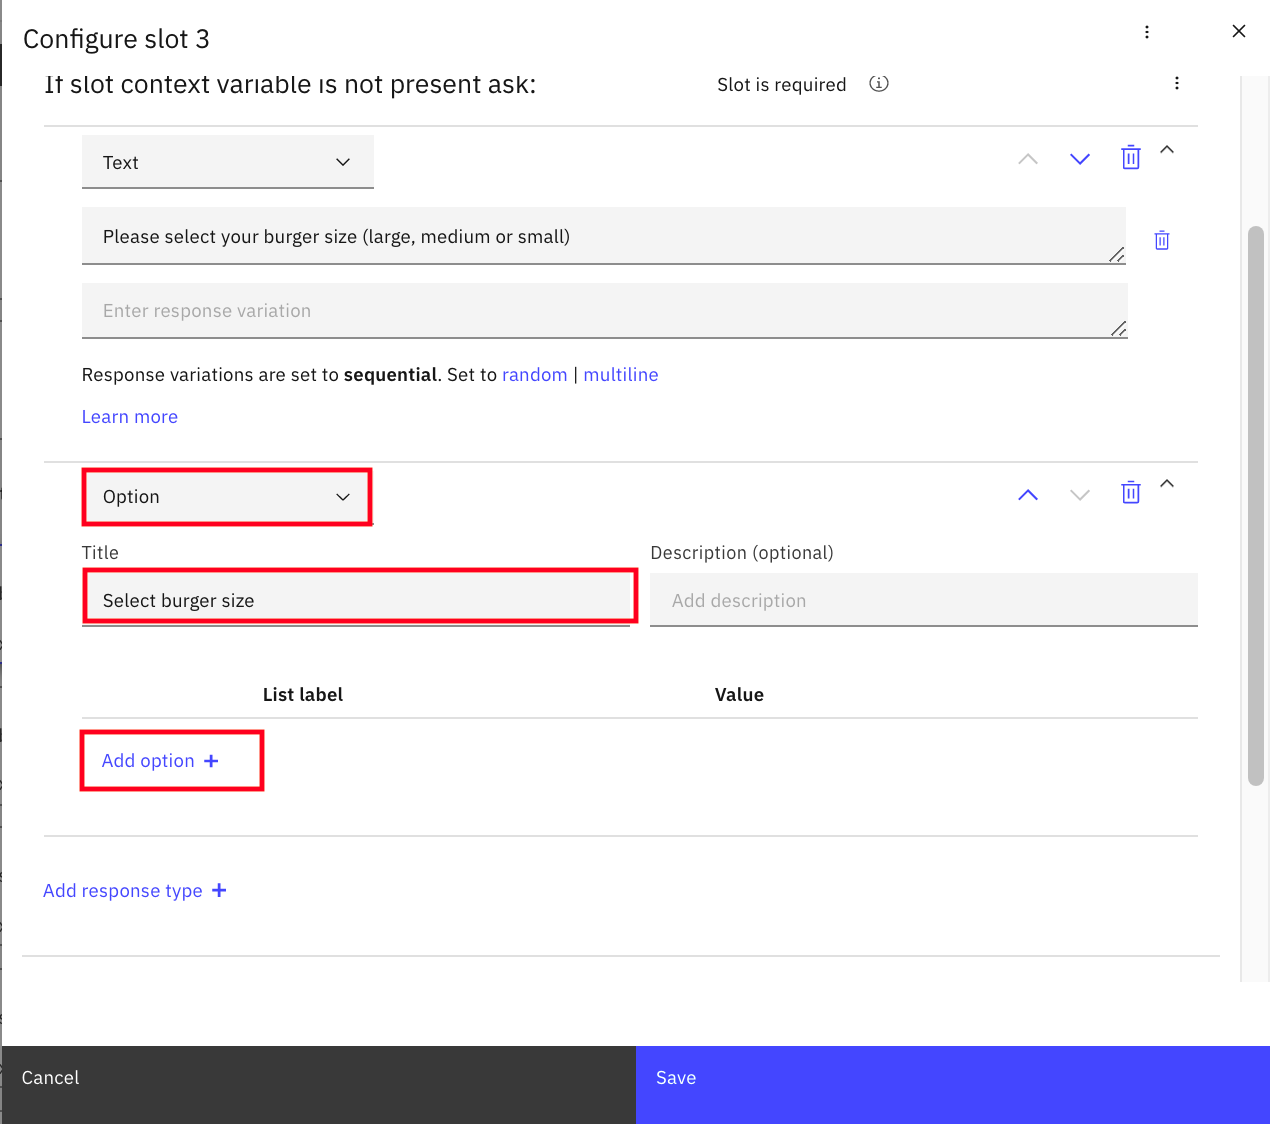 Configure slot 3
If slot context variable is not present ask:
Slot is required
Text
Please select your burger size (large, medium or small)
Enter response variation
Response variations are set to sequential. Set to random | multiline
Learn more
Option
Title
Description (optional)
Select burger size
Add description
List label
Value
Add option +
Add response type +
Cancel
Save